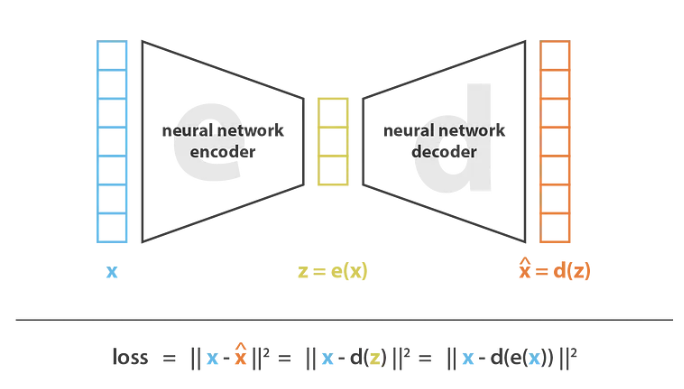 e
neural network
encoder
d
neural network
decoder
x
z = e(x)
x̂ = d(z)
loss = || x - x̂ ||² = || x - d(z) ||² = || x - d(e(x)) ||²